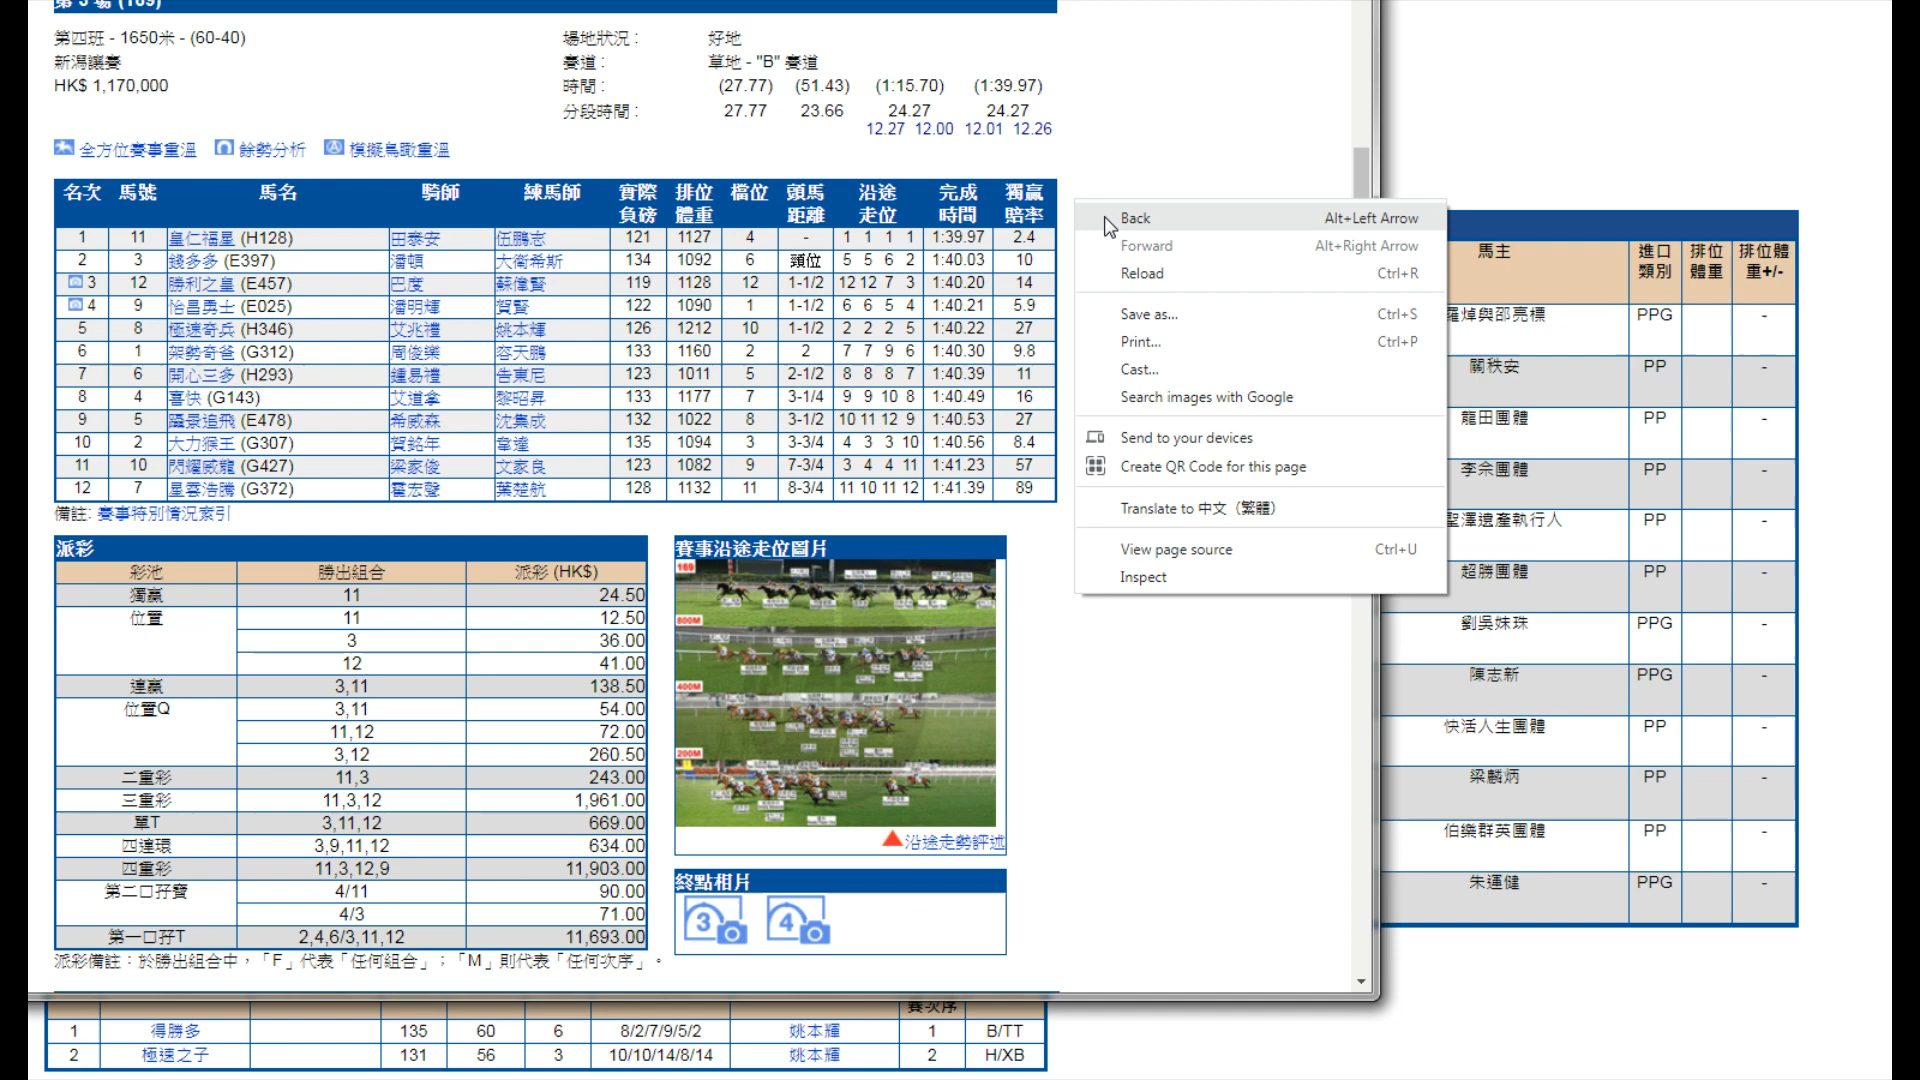 第 5 場 (169)
第四班 - 1650米 - (60-40) 場地狀況 : 好地
新潟讓賽 賽道 : 草地 - "B" 賽道
HK$ 1,170,000 時間 : (27.77) (51.43) (1:15.70) (1:39.97)
分段時間 : 27.77 23.66 24.27 24.27
12.27 12.00 12.01 12.26
全方位賽事重溫 餘勢分析 模擬鳥瞰重溫
名次 馬號 馬名 騎師 練馬師 實際負磅 排位體重 檔位 頭馬距離 沿途走位 完成時間 獨贏賠率
1 11 皇仁福星 (H128) 田泰安 伍鵬志 121 1127 4 - 1 1 1 1 1:39.97 2.4
2 3 錢多多 (E397) 潘頓 大衛希斯 134 1092 6 頸位 5 5 6 2 1:40.03 10
3 12 勝利之皇 (E457) 巴度 蘇偉賢 119 1128 12 1-1/2 12 12 7 3 1:40.20 14
4 9 怡昌勇士 (E025) 潘明輝 賀賢 122 1090 1 1-1/2 6 6 5 4 1:40.21 5.9
5 8 極速奇兵 (H346) 艾兆禮 姚本輝 126 1212 10 1-1/2 2 2 2 5 1:40.22 27
6 1 架勢奇爸 (G312) 周俊樂 容天鵬 133 1160 2 2 7 7 9 6 1:40.30 9.8
7 6 開心三多 (H293) 鍾易禮 告東尼 123 1011 5 2-1/2 8 8 8 7 1:40.39 11
8 4 喜快 (G143) 艾道拿 黎昭昇 133 1177 7 3-1/4 9 9 10 8 1:40.49 16
9 5 躡景追飛 (E478) 希威森 沈集成 132 1022 8 3-1/2 10 11 12 9 1:40.53 27
10 2 大力猴王 (G307) 賀銘年 韋達 135 1094 3 3-3/4 4 3 3 10 1:40.56 8.4
11 10 閃耀威龍 (G427) 梁家俊 文家良 123 1082 9 7-3/4 3 4 4 11 1:41.23 57
12 7 星雲浩騰 (G372) 霍宏聲 葉楚航 128 1132 11 8-3/4 11 10 11 12 1:41.39 89
備註: 賽事特別情況索引
派彩
彩池 勝出組合 派彩 (HK$)
獨贏 11 24.50
位置 11 12.50
3 36.00
12 41.00
連贏 3,11 138.50
位置Q 3,11 54.00
11,12 72.00
3,12 260.50
二重彩 11,3 243.00
三重彩 11,3,12 1,961.00
單T 3,11,12 669.00
四連環 3,9,11,12 634.00
四重彩 11,3,12,9 11,903.00
第二口孖寶 4/11 90.00
4/3 71.00
第一口孖T 2,4,6/3,11,12 11,693.00
派彩備註：於勝出組合中，「F」代表「任何組合」；「M」則代表「任何次序」。
賽事沿途走位圖片
169
800M
400M
200M
沿途走勢評述
終點相片
3 4
Back Alt+Left Arrow
Forward Alt+Right Arrow
Reload Ctrl+R
Save as... Ctrl+S
Print... Ctrl+P
Cast...
Search images with Google
Send to your devices
Create QR Code for this page
Translate to 中文（繁體）
View page source Ctrl+U
Inspect
馬主 進口類別 排位體重 排位體重+/-
羅焯與邵亮標 PPG -
關秩安 PP -
龍田團體 PP -
李余團體 PP -
聖澤遺產執行人 PP -
超勝團體 PP -
劉吳妹珠 PPG -
陳志新 PPG -
快活人生團體 PP -
梁麟炳 PP -
伯樂群英團體 PP -
朱運健 PPG -
賽次序
1 得勝多 135 60 6 8/2/7/9/5/2 姚本輝 1 B/TT
2 極速之子 131 56 3 10/10/14/8/14 姚本輝 2 H/XB